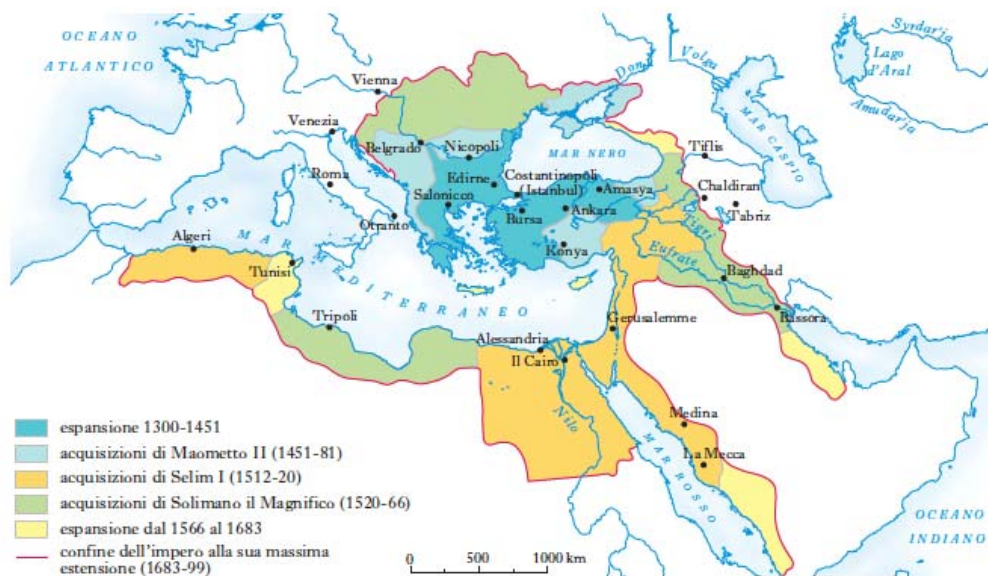 OCEANO
ATLANTICO
Vienna
Venezia
Belgrado
Nicopoli
Roma
Edirne
Costantinopoli
(Istanbul)
Salonicco
Otranto
Bursa
Ankara
Amasya
Konya
MAR NERO
Don
Volga
Syrdarja
Lago
d'Aral
Amudarja
MAR CASPIO
Tiflis
Chaldiran
Tabriz
Tigri
Eufrate
Baghdad
Bassora
Algeri
Tunisi
MAR MEDITERRANEO
Tripoli
Alessandria
Il Cairo
Gerusalemme
Nilo
Medina
La Mecca
MAR ROSSO
OCEANO
INDIANO
espansione 1300-1451
acquisizioni di Maometto II (1451-81)
acquisizioni di Selim I (1512-20)
acquisizioni di Solimano il Magnifico (1520-66)
espansione dal 1566 al 1683
confine dell'impero alla sua massima
estensione (1683-99)
0 500 1000 km